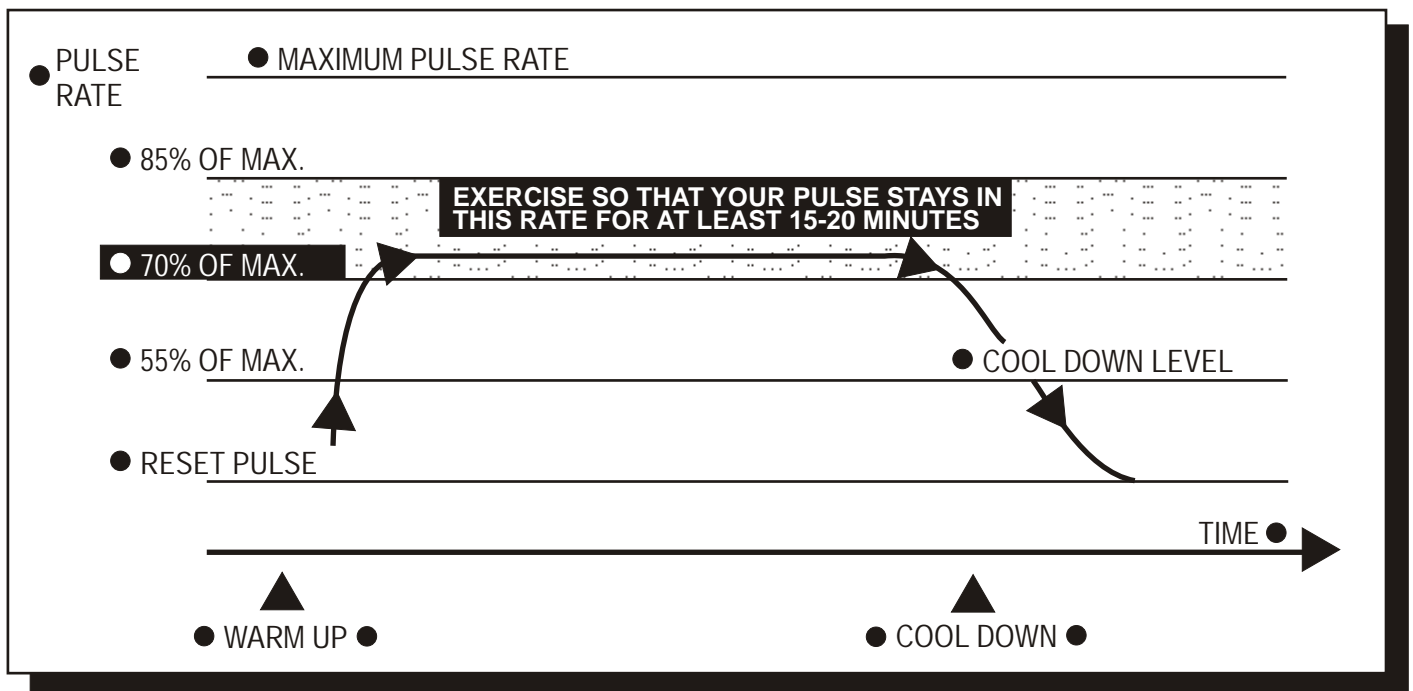 PULSE
RATE
MAXIMUM PULSE RATE
85% OF MAX.
EXERCISE SO THAT YOUR PULSE STAYS IN
THIS RATE FOR AT LEAST 15-20 MINUTES
70% OF MAX.
55% OF MAX.
COOL DOWN LEVEL
RESET PULSE
TIME
WARM UP
COOL DOWN